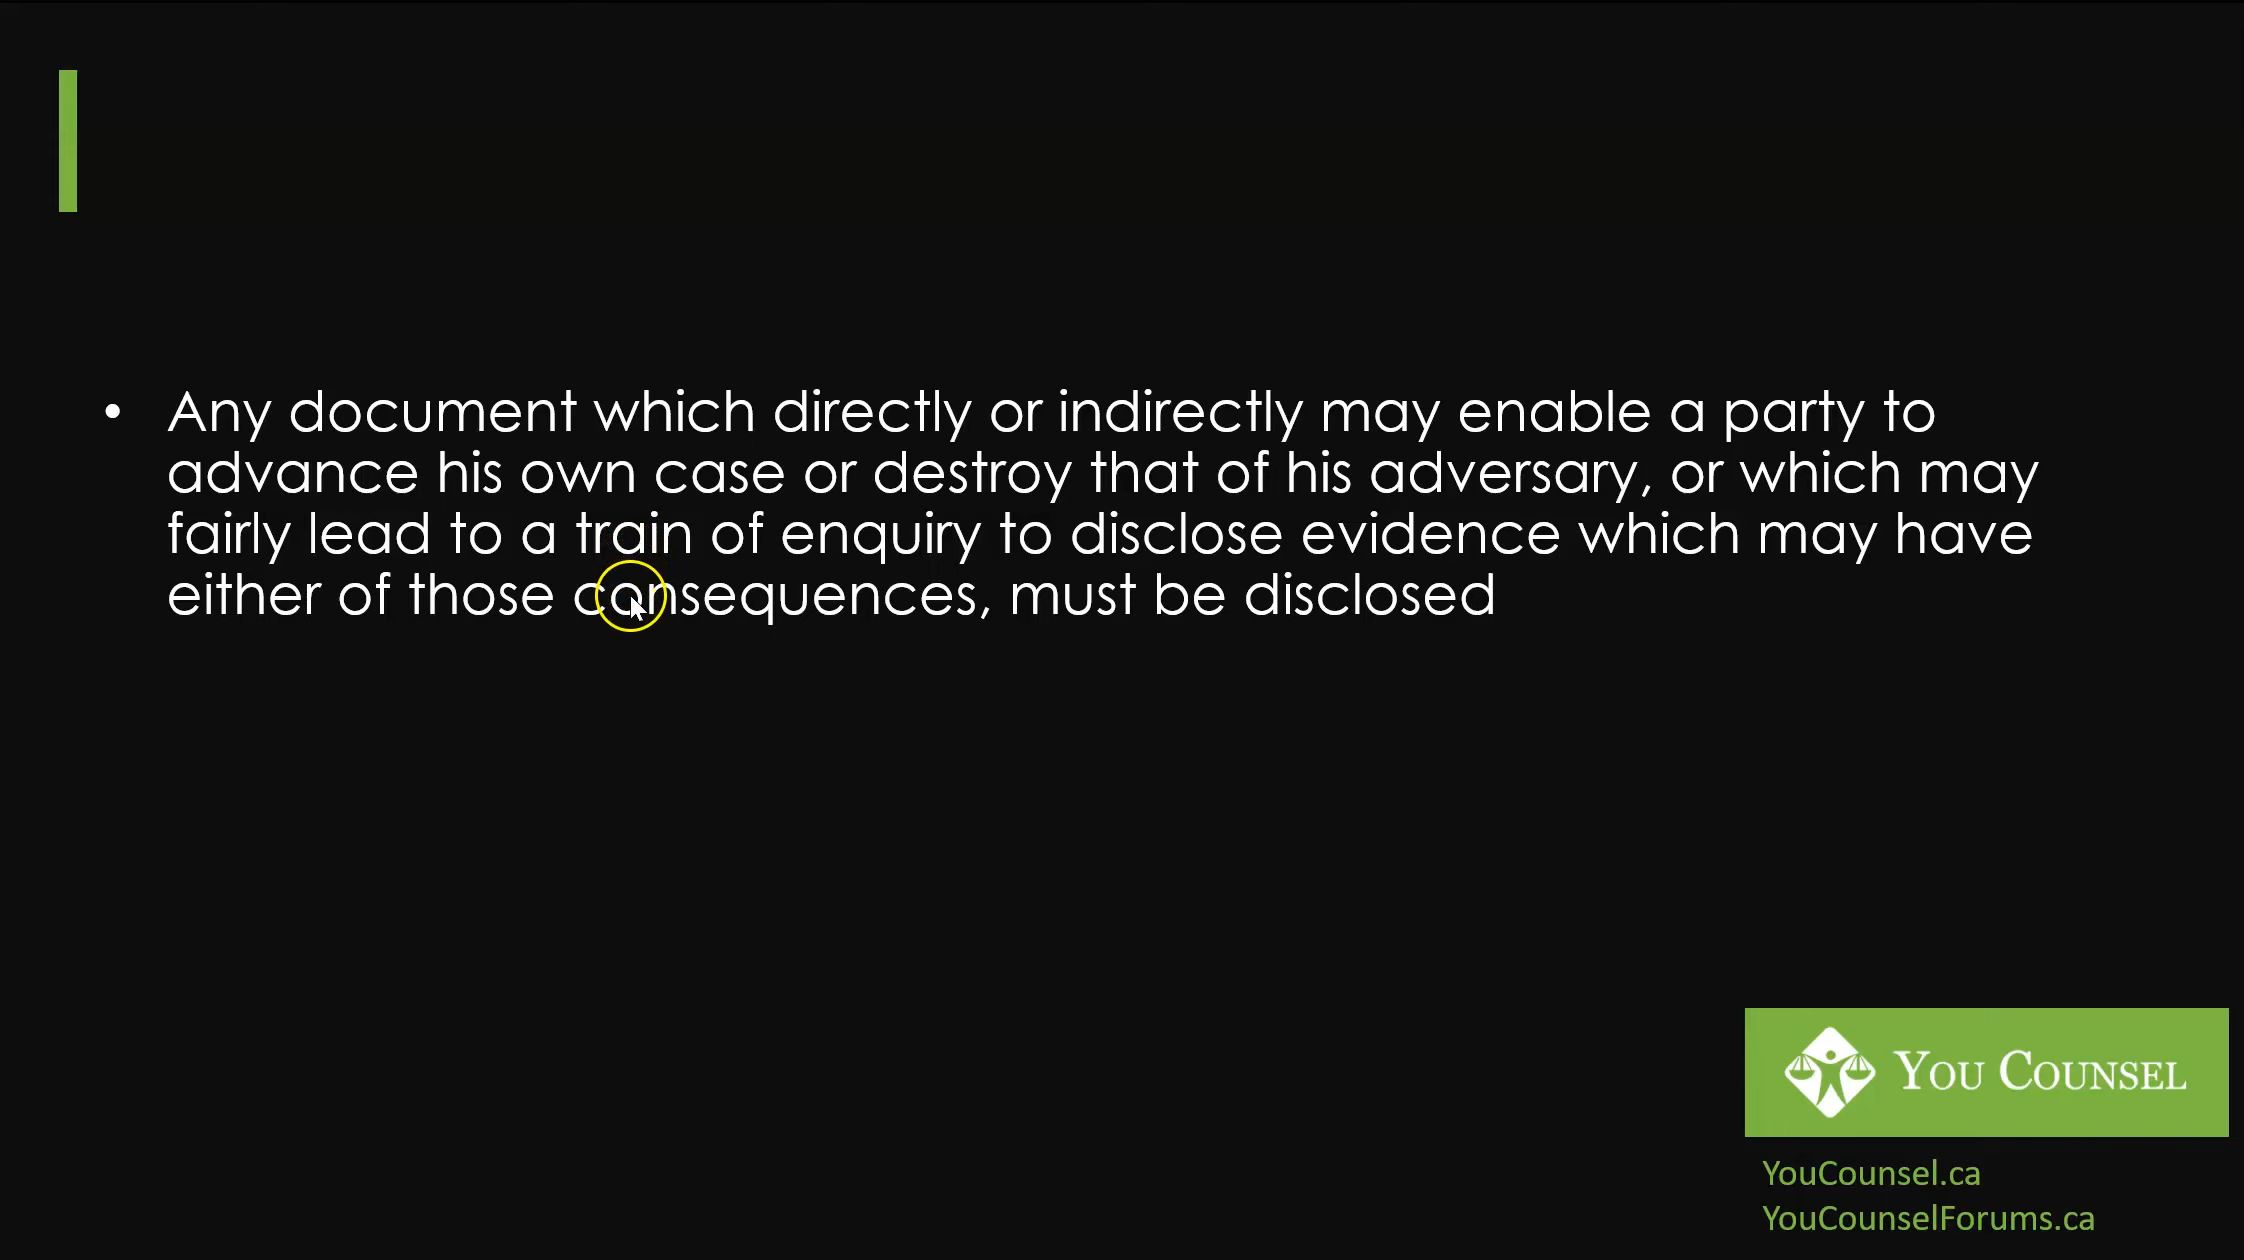 • Any document which directly or indirectly may enable a party to
advance his own case or destroy that of his adversary, or which may
fairly lead to a train of enquiry to disclose evidence which may have
either of those consequences, must be disclosed
YOU COUNSEL
YouCounsel.ca
YouCounselForums.ca